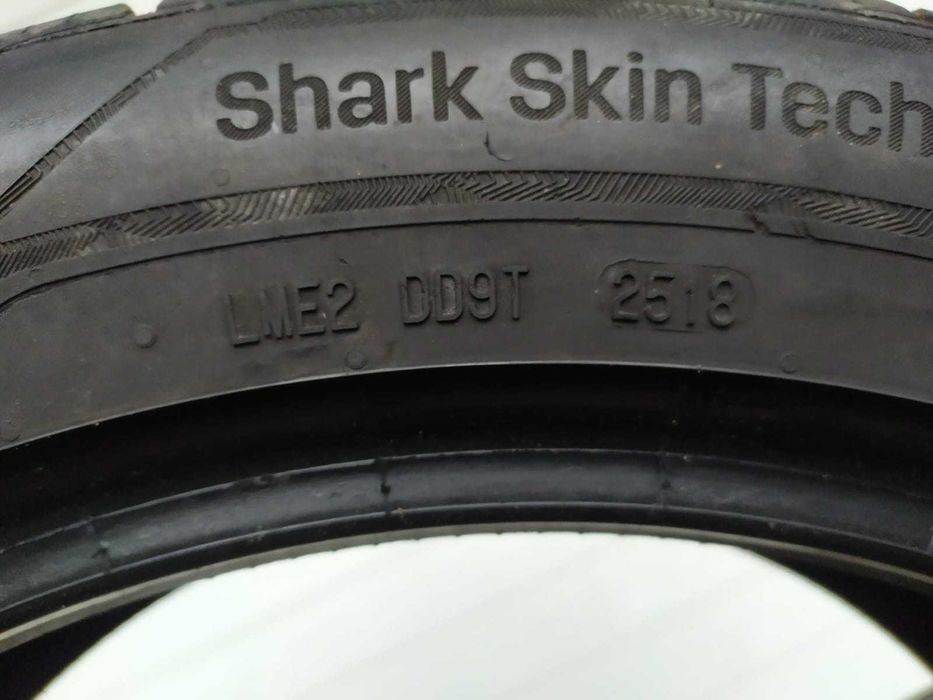 Shark Skin Tech
LME2 DD9T 2518